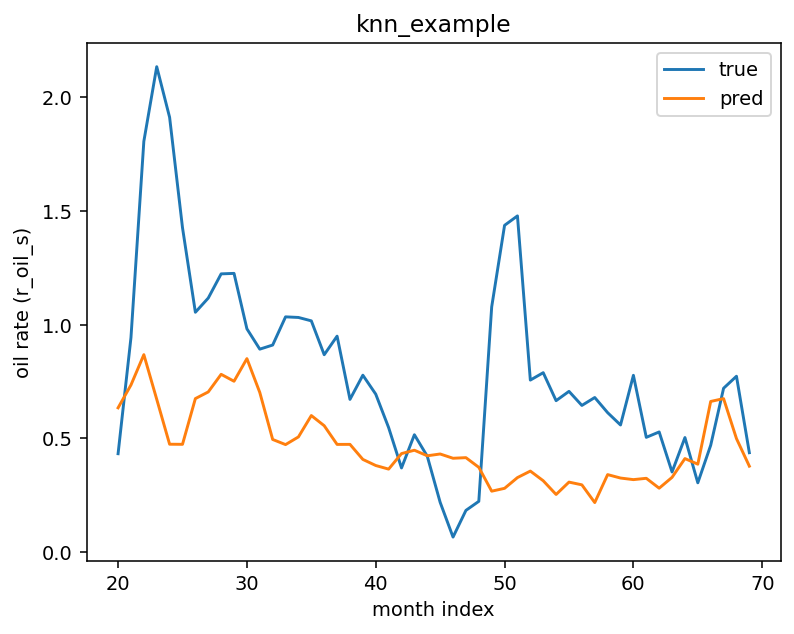 knn_example
true
pred
oil rate (r_oil_s)
2.0
1.5
1.0
0.5
0.0
20 30 40 50 60 70
month index